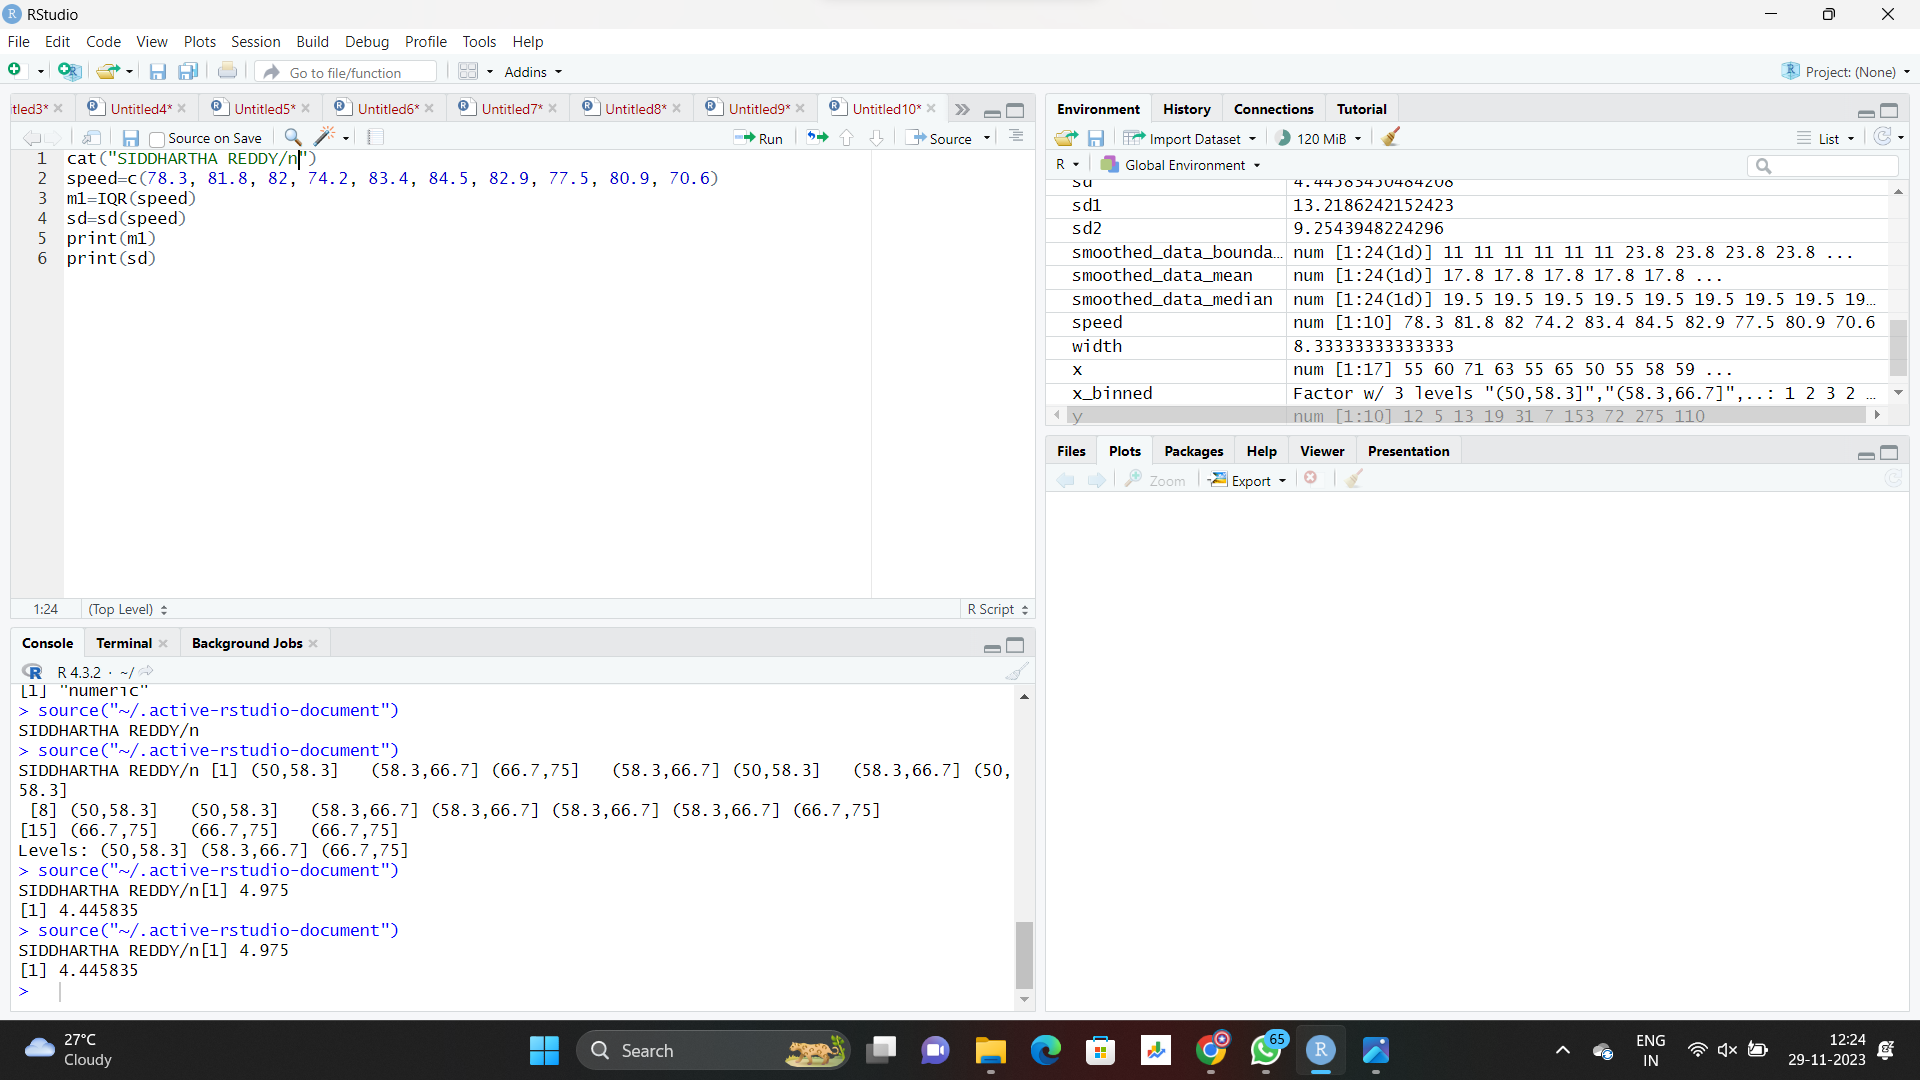 RStudio
File Edit Code View Plots Session Build Debug Profile Tools Help
Go to file/function Addins Project: (None)
tled3* Untitled4* Untitled5* Untitled6* Untitled7* Untitled8* Untitled9* Untitled10*
Source on Save Run Source
1 cat("SIDDHARTHA REDDY/n")
2 speed=c(78.3, 81.8, 82, 74.2, 83.4, 84.5, 82.9, 77.5, 80.9, 70.6)
3 m1=IQR(speed)
4 sd=sd(speed)
5 print(m1)
6 print(sd)
1:24 (Top Level) R Script
Console Terminal Background Jobs
R 4.3.2 · ~/
[1] "numeric"
> source("~/.active-rstudio-document")
SIDDHARTHA REDDY/n
> source("~/.active-rstudio-document")
SIDDHARTHA REDDY/n [1] (50,58.3] (58.3,66.7] (66.7,75] (58.3,66.7] (50,58.3] (58.3,66.7] (50,
58.3]
[8] (50,58.3] (50,58.3] (58.3,66.7] (58.3,66.7] (58.3,66.7] (58.3,66.7] (66.7,75]
[15] (66.7,75] (66.7,75] (66.7,75]
Levels: (50,58.3] (58.3,66.7] (66.7,75]
> source("~/.active-rstudio-document")
SIDDHARTHA REDDY/n[1] 4.975
[1] 4.445835
> source("~/.active-rstudio-document")
SIDDHARTHA REDDY/n[1] 4.975
[1] 4.445835
>
Environment History Connections Tutorial
Import Dataset 120 MiB List
R Global Environment
sd 4.44583450484208
sd1 13.2186242152423
sd2 9.2543948224296
smoothed_data_bounda… num [1:24(1d)] 11 11 11 11 11 11 23.8 23.8 23.8 23.8 ...
smoothed_data_mean num [1:24(1d)] 17.8 17.8 17.8 17.8 17.8 ...
smoothed_data_median num [1:24(1d)] 19.5 19.5 19.5 19.5 19.5 19.5 19.5 19.5 19…
speed num [1:10] 78.3 81.8 82 74.2 83.4 84.5 82.9 77.5 80.9 70.6
width 8.33333333333333
x num [1:17] 55 60 71 63 55 65 50 55 58 59 ...
x_binned Factor w/ 3 levels "(50,58.3]","(58.3,66.7]",..: 1 2 3 2 …
y num [1:10] 12 5 13 19 31 7 153 72 275 110
Files Plots Packages Help Viewer Presentation
Zoom Export
27°C
Cloudy
Search
65
ENG
IN
12:24
29-11-2023